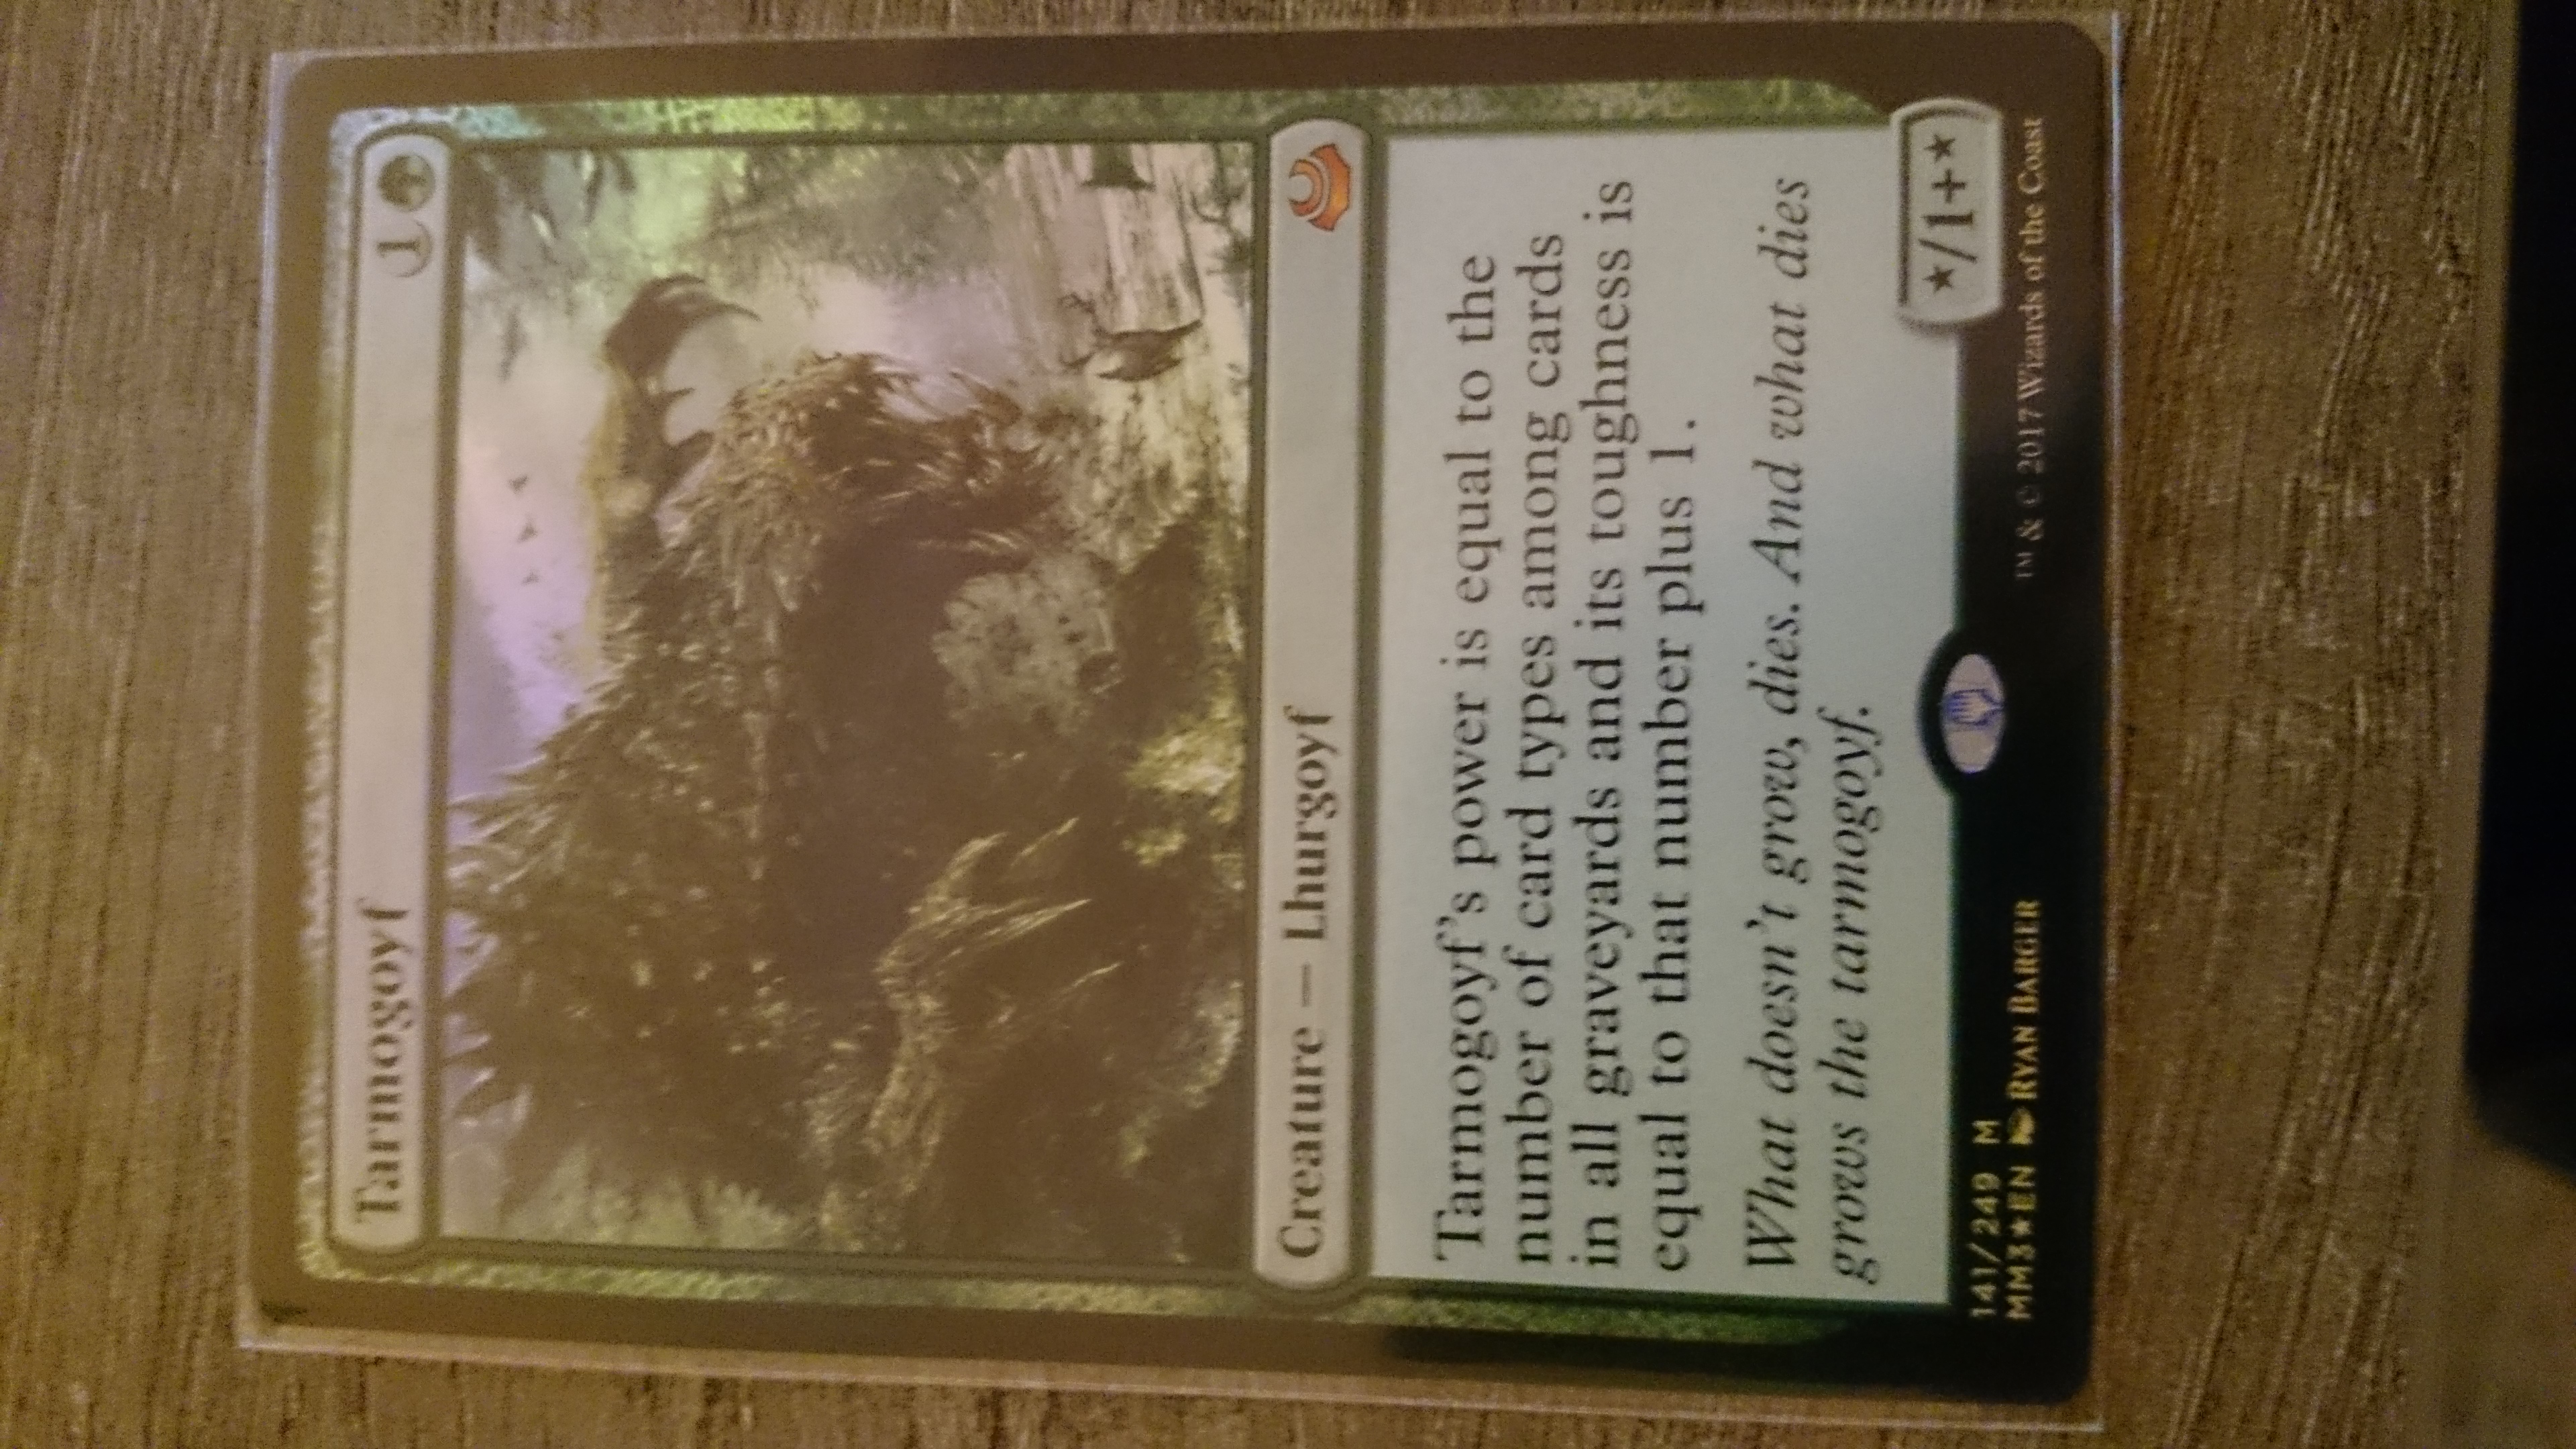 Tarmogoyf 1
Creature — Lhurgoyf
Tarmogoyf's power is equal to the
number of card types among cards
in all graveyards and its toughness is
equal to that number plus 1.
What doesn't grow, dies. And what dies
grows the tarmogoyf.
★/1+★
141/249 M
MM3★EN RYAN BARGER
™ & © 2017 Wizards of the Coast